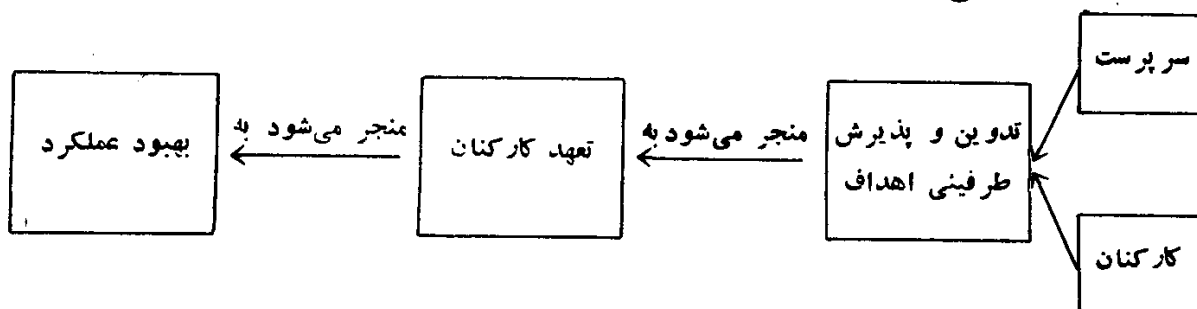 سرپرست
تدوین و پذیرش
طرفینی اهداف
منجر می‌شود به
تعهد کارکنان
منجر می‌شود به
بهبود عملکرد
کارکنان